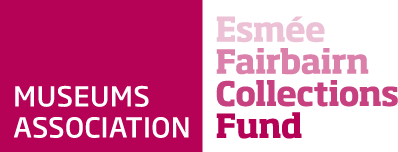 MUSEUMS
ASSOCIATION
Esmée
Fairbairn
Collections
Fund